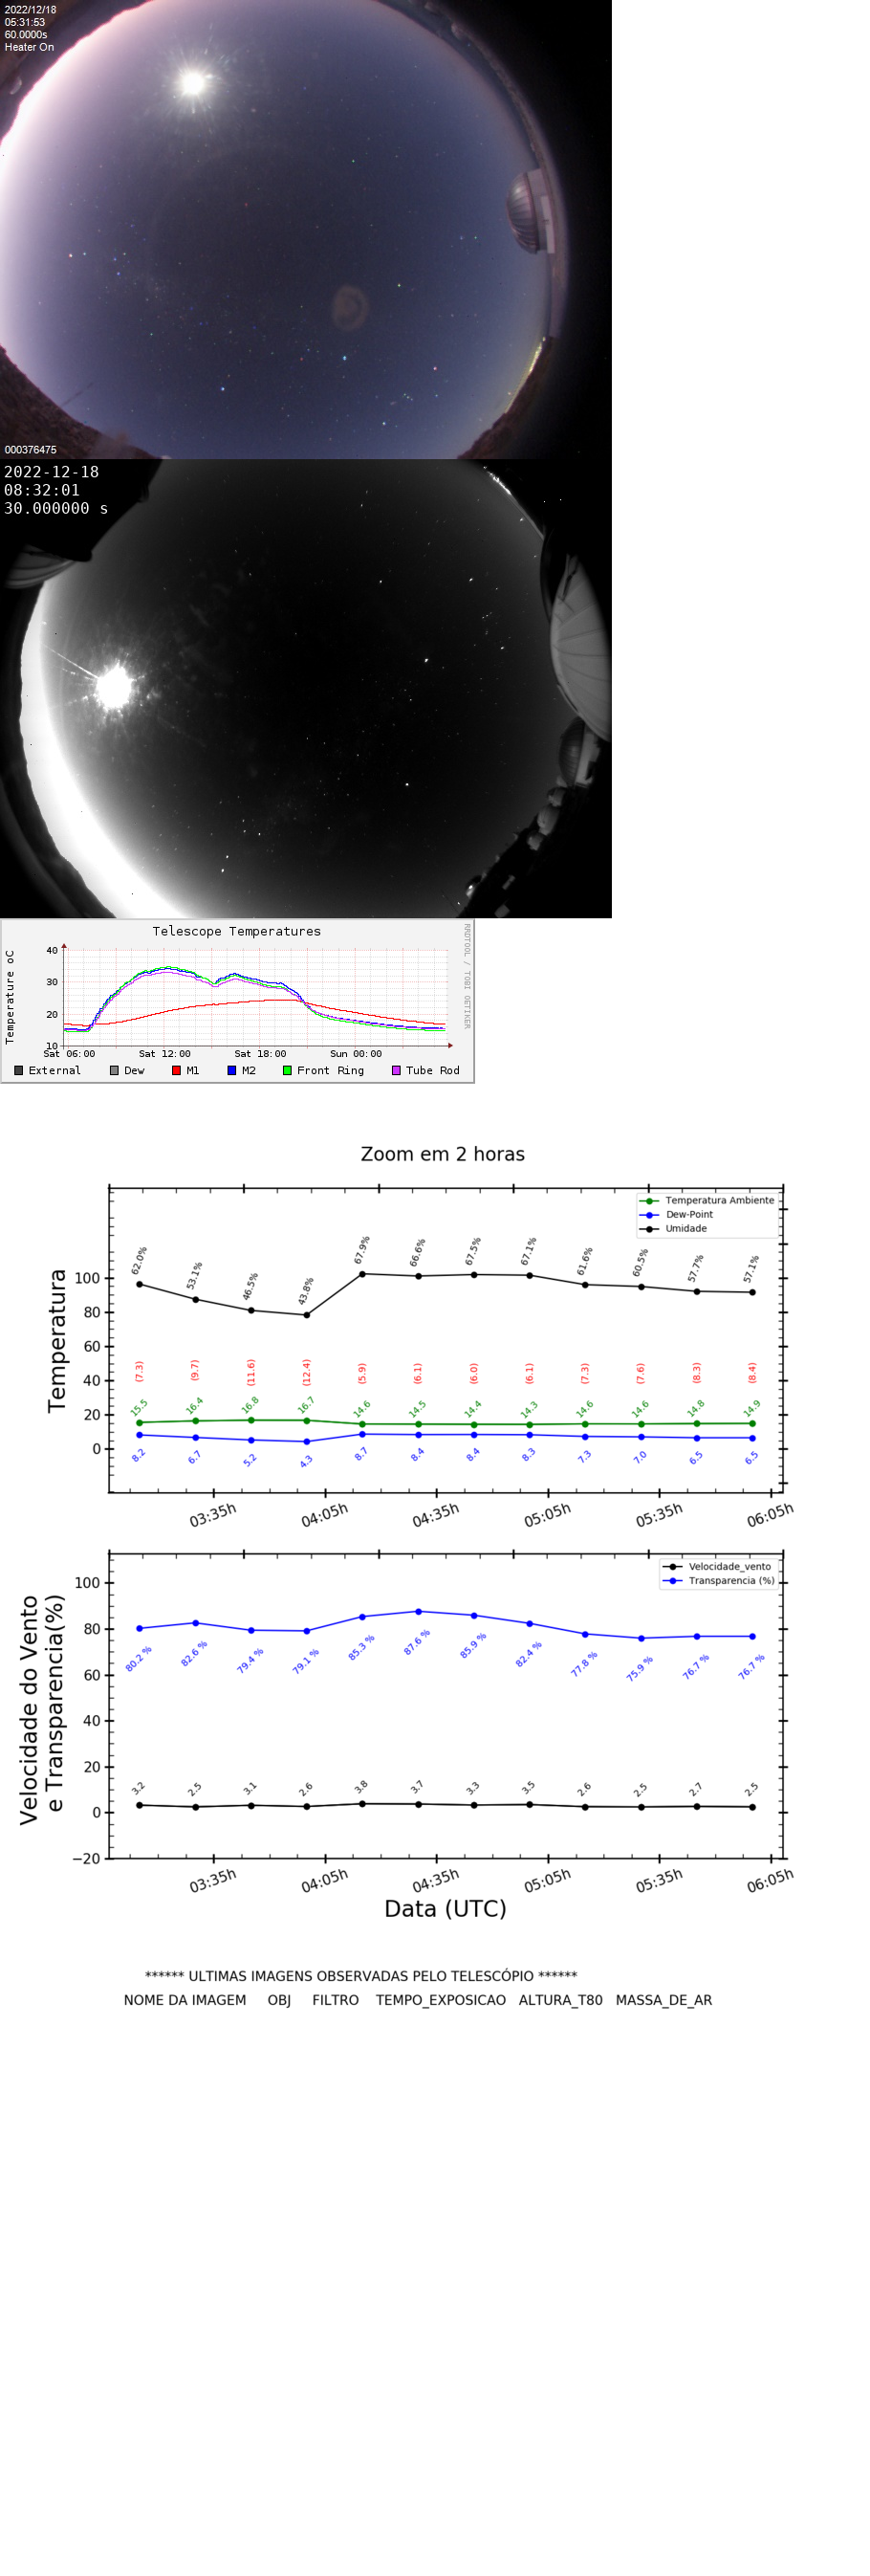 2022/12/18
05:31:53
60.0000s
Heater On
000376475
2022-12-18
08:32:01
30.000000 s
Telescope Temperatures
RRDTOOL / TOBI OETIKER
Temperature oC
40
30
20
10
Sat 06:00 Sat 12:00 Sat 18:00 Sun 00:00
External Dew M1 M2 Front Ring Tube Rod
Zoom em 2 horas
Temperatura
Temperatura Ambiente
Dew-Point
Umidade
100
80
60
40
20
0
62.0% 53.1% 46.5% 43.8% 67.9% 66.6% 67.5% 67.1% 61.6% 60.5% 57.7% 57.1%
(7.3) (9.7) (11.6) (12.4) (5.9) (6.1) (6.0) (6.1) (7.3) (7.6) (8.3) (8.4)
15.5 16.4 16.8 16.7 14.6 14.5 14.4 14.3 14.6 14.6 14.8 14.9
8.2 6.7 5.2 4.3 8.7 8.4 8.4 8.3 7.3 7.0 6.5 6.5
03:35h 04:05h 04:35h 05:05h 05:35h 06:05h
Velocidade do Vento
e Transparencia(%)
Velocidade_vento
Transparencia (%)
100
80
60
40
20
0
−20
80.2 % 82.6 % 79.4 % 79.1 % 85.3 % 87.6 % 85.9 % 82.4 % 77.8 % 75.9 % 76.7 % 76.7 %
3.2 2.5 3.1 2.6 3.8 3.7 3.3 3.5 2.6 2.5 2.7 2.5
03:35h 04:05h 04:35h 05:05h 05:35h 06:05h
Data (UTC)
****** ULTIMAS IMAGENS OBSERVADAS PELO TELESCÓPIO ******
NOME DA IMAGEM OBJ FILTRO TEMPO_EXPOSICAO ALTURA_T80 MASSA_DE_AR